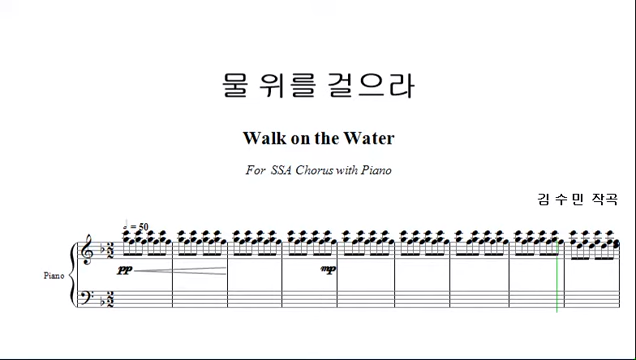 물 위를 걸으라
Walk on the Water
For SSA Chorus with Piano
김 수 민 작곡
♩ = 50
Piano
pp
mp